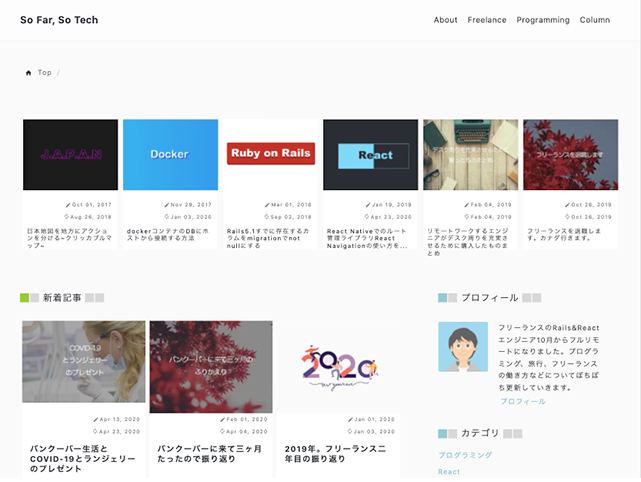 So Far, So Tech
About Freelance Programming Column
Top /
J.A.P.A.N
Docker
Ruby on Rails
React
フリーランスを退職します
Oct 01, 2017
Aug 26, 2018
日本地図を地方にアクショ
ンを分ける~クリッカブルマ
ップ~
Nov 28, 2017
Jan 03, 2020
dockerコンテナのDBにホ
ストから接続する方法
Mar 01, 2018
Sep 02, 2018
Rails5.1すでに存在するカ
ラムをmigrationでnot
nullにする
Jan 19, 2019
Apr 23, 2020
React Nativeでのルート
管理ライブラリReact
Navigationの使い方を...
Feb 04, 2019
Feb 04, 2019
リモートワークするエンジ
ニアがデスク周りを充実さ
せるために購入したものま
とめ
Oct 26, 2019
Oct 26, 2019
フリーランスを退職しま
す。カナダ行きます。
新着記事
COVID-19
とランジェリー
のプレゼント
Apr 13, 2020
Apr 23, 2020
バンクーバー生活と
COVID-19とランジェリー
のプレゼント
バンクーバーに来て三ヶ月
のふりかえり
Feb 01, 2020
Apr 04, 2020
バンクーバーに来て三ヶ月
たったので振り返り
2020
Jan 01, 2020
Jan 03, 2020
2019年。フリーランス二
年目の振り返り
プロフィール
フリーランスのRails&React
エンジニア10月からフルリモ
ートになりました。プログラ
ミング、旅行、フリーランス
の働き方などについてぼちぼ
ち更新していきます。
プロフィール
カテゴリ
プログラミング
React